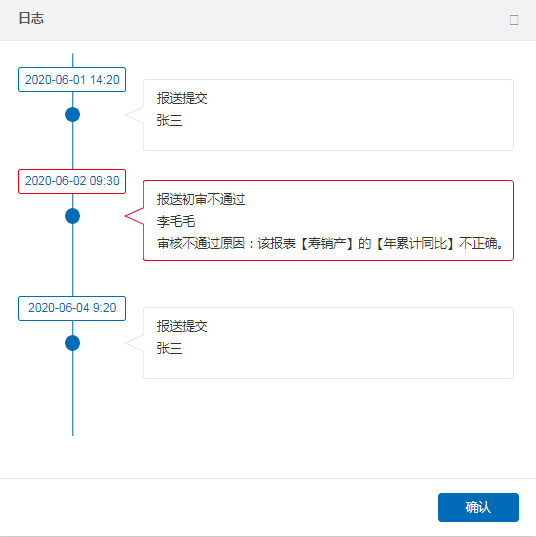 日志
2020-06-01 14:20
报送提交
张三
2020-06-02 09:30
报送初审不通过
李毛毛
审核不通过原因：该报表【寿销产】的【年累计同比】不正确。
2020-06-04 9:20
报送提交
张三
确认